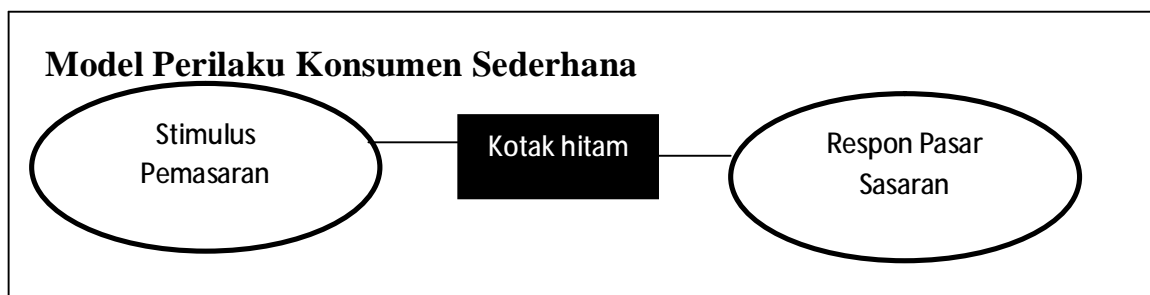 Model Perilaku Konsumen Sederhana
Stimulus
Pemasaran
Kotak hitam
Respon Pasar
Sasaran